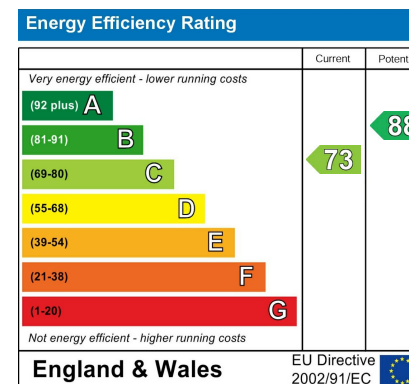 Energy Efficiency Rating
Current Potent
Very energy efficient - lower running costs
(92 plus) A
(81-91) B
(69-80) C
(55-68) D
(39-54) E
(21-38) F
(1-20) G
73
88
Not energy efficient - higher running costs
England & Wales
EU Directive
2002/91/EC